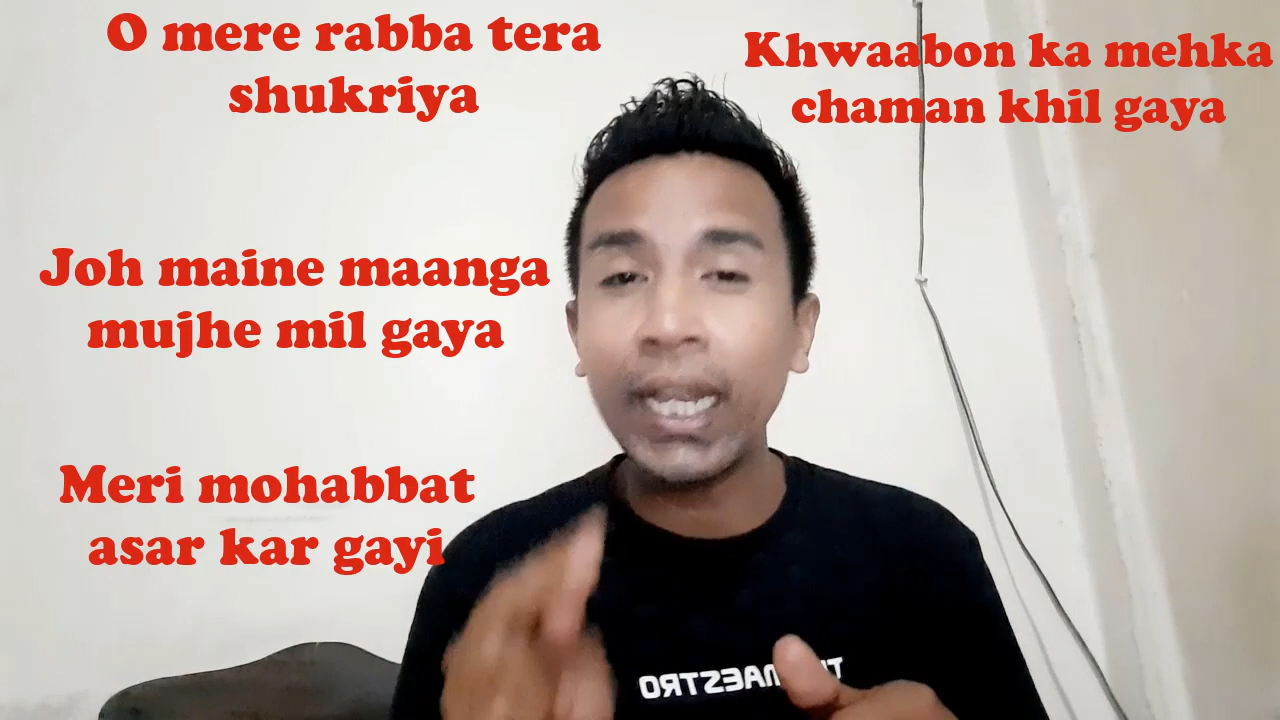 O mere rabba tera
shukriya
Joh maine maanga
mujhe mil gaya
Meri mohabbat
asar kar gayi
Khwaabon ka mehka
chaman khil gaya
MAESTRO